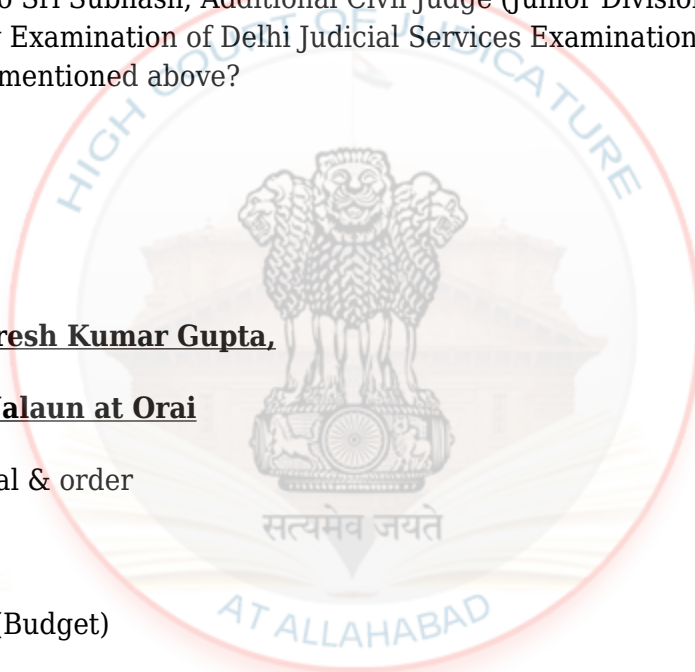 o Sri Subhash, Additional Civil Judge (Junior Division
Examination of Delhi Judicial Services Examination
mentioned above?
HIGH COURT OF JUDICATURE
resh Kumar Gupta,
Jalaun at Orai
al & order
सत्यमेव जयते
AT ALLAHABAD
(Budget)